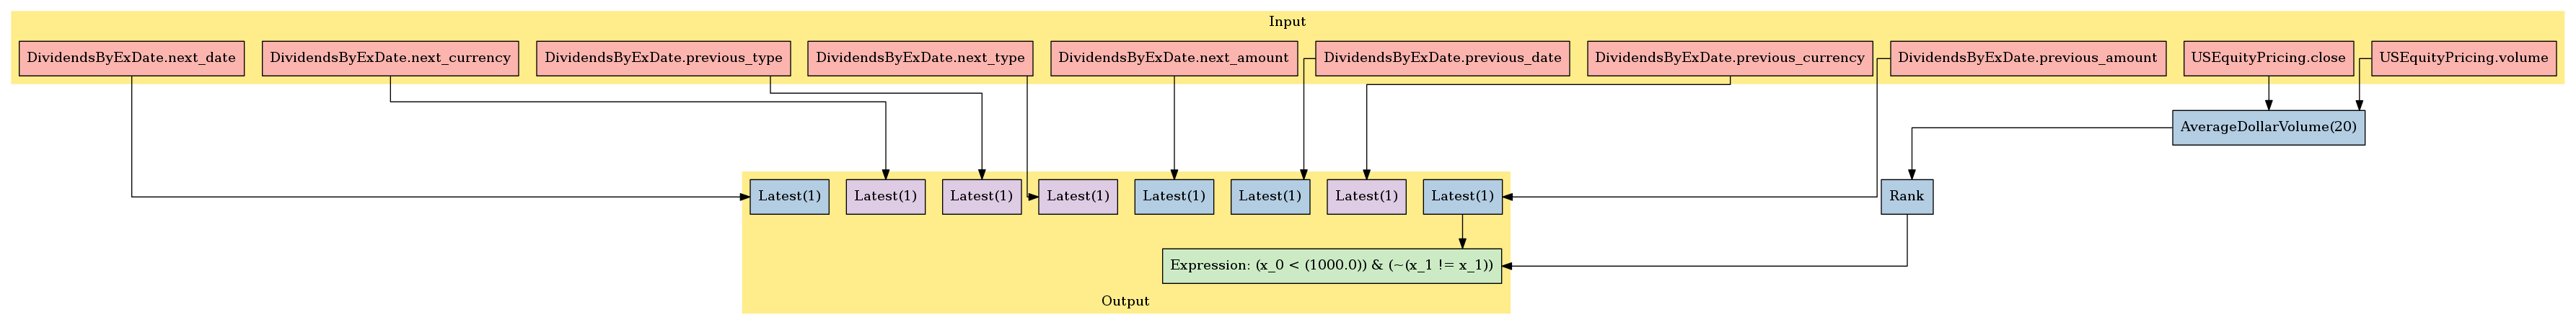 Input
DividendsByExDate.next_date
DividendsByExDate.next_currency
DividendsByExDate.previous_type
DividendsByExDate.next_type
DividendsByExDate.next_amount
DividendsByExDate.previous_date
DividendsByExDate.previous_currency
DividendsByExDate.previous_amount
USEquityPricing.close
USEquityPricing.volume
AverageDollarVolume(20)
Latest(1)
Latest(1)
Latest(1)
Latest(1)
Latest(1)
Latest(1)
Latest(1)
Latest(1)
Rank
Expression: (x_0 < (1000.0)) & (~(x_1 != x_1))
Output